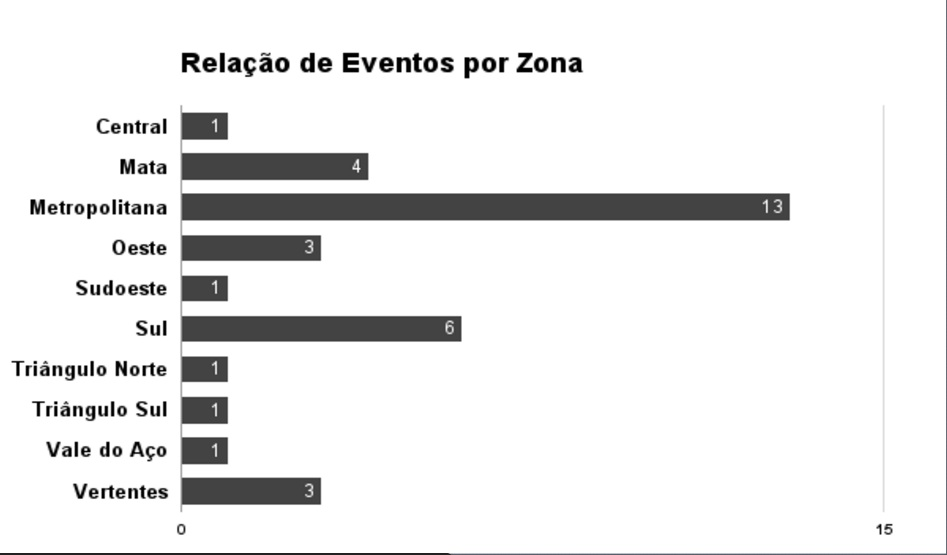 Relação de Eventos por Zona
Central 1
Mata 4
Metropolitana 13
Oeste 3
Sudoeste 1
Sul 6
Triângulo Norte 1
Triângulo Sul 1
Vale do Aço 1
Vertentes 3
0 15